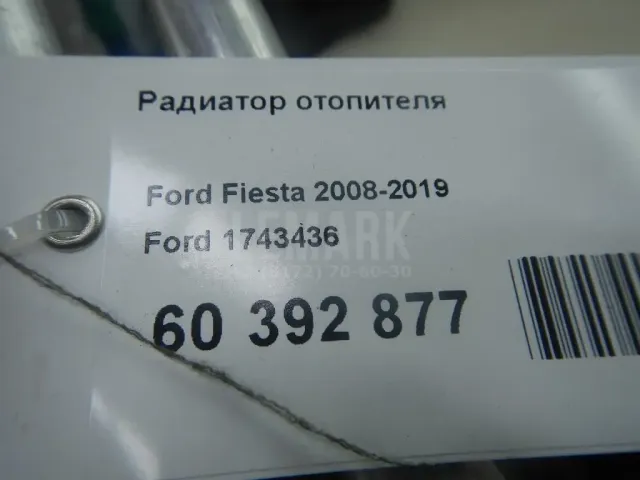 Радиатор отопителя
Ford Fiesta 2008-2019
Ford 1743436
60 392 877